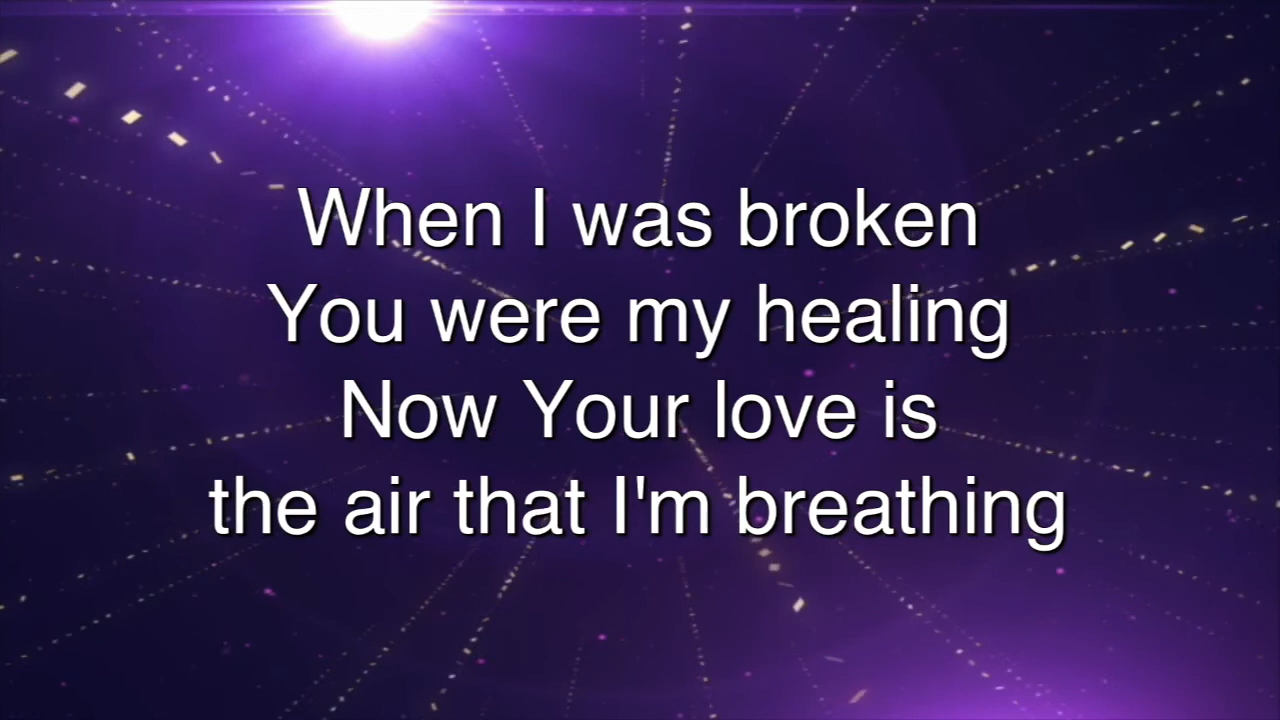 When I was broken
You were my healing
Now Your love is
the air that I'm breathing